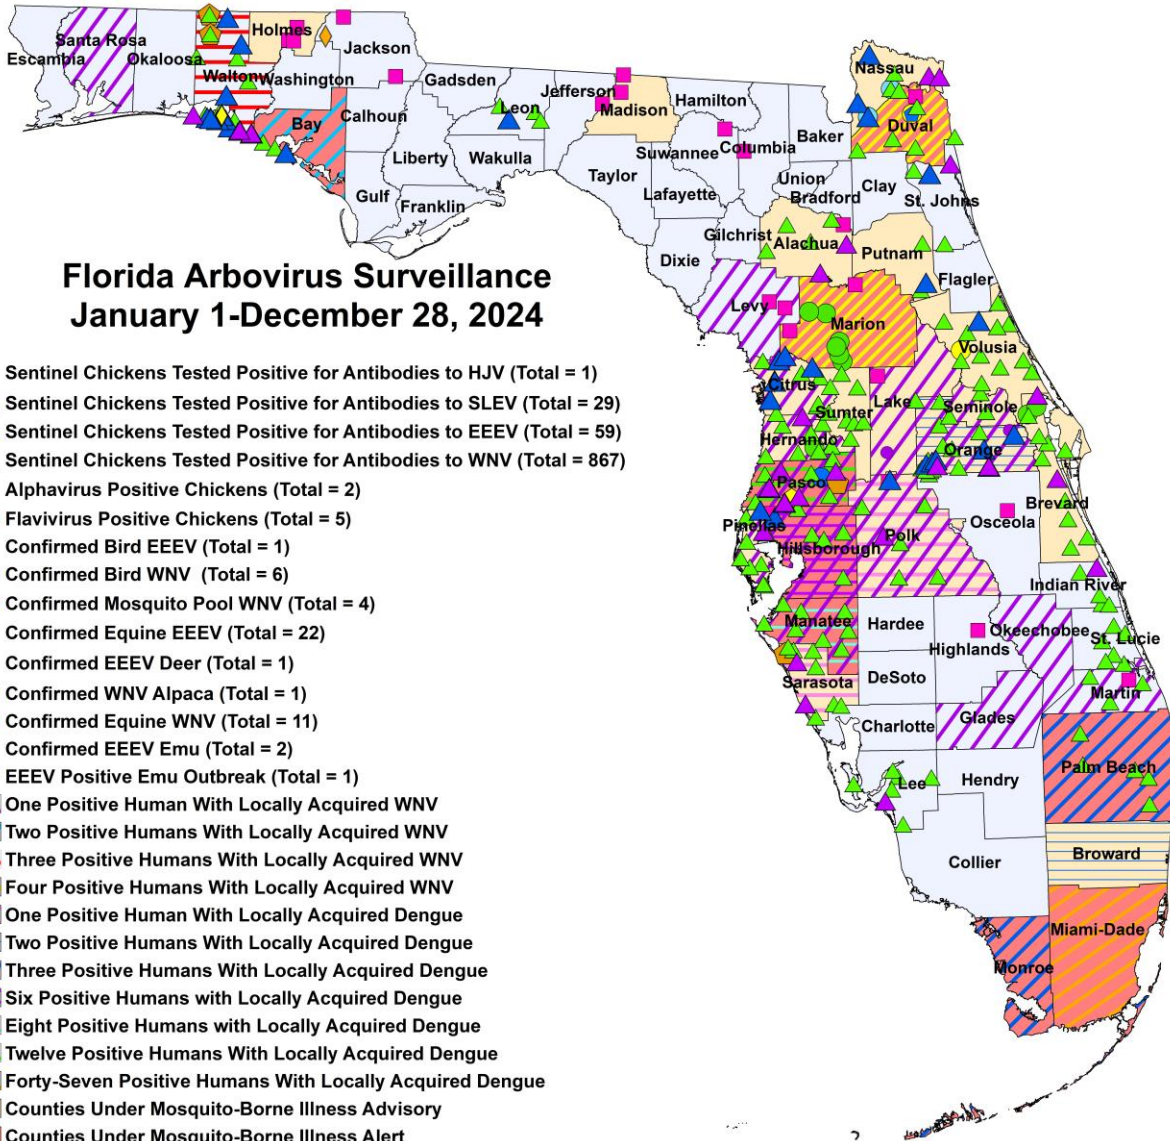 Santa Rosa
Holmes
Jackson
Escambia
Okaloosa
Walton
Washington
Gadsden
Jefferson
Nassau
Leon
Madison
Hamilton
Bay
Calhoun
Duval
Liberty
Wakulla
Suwannee
Columbia
Baker
Taylor
Union
Clay
Gulf
Franklin
Lafayette
Bradford
St. Johns
Gilchrist
Alachua
Dixie
Putnam
Florida Arbovirus Surveillance
January 1-December 28, 2024
Flagler
Levy
Marion
Volusia
Sentinel Chickens Tested Positive for Antibodies to HJV (Total = 1)
Citrus
Sentinel Chickens Tested Positive for Antibodies to SLEV (Total = 29)
Sumter
Lake
Seminole
Sentinel Chickens Tested Positive for Antibodies to EEEV (Total = 59)
Hernando
Orange
Sentinel Chickens Tested Positive for Antibodies to WNV (Total = 867)
Pasco
Alphavirus Positive Chickens (Total = 2)
Brevard
Flavivirus Positive Chickens (Total = 5)
Pinellas
Osceola
Polk
Confirmed Bird EEEV (Total = 1)
Hillsborough
Confirmed Bird WNV (Total = 6)
Indian River
Confirmed Mosquito Pool WNV (Total = 4)
Manatee
Hardee
Okeechobee
Confirmed Equine EEEV (Total = 22)
St. Lucie
Highlands
Confirmed EEEV Deer (Total = 1)
Sarasota
DeSoto
Confirmed WNV Alpaca (Total = 1)
Martin
Confirmed Equine WNV (Total = 11)
Charlotte
Glades
Confirmed EEEV Emu (Total = 2)
Palm Beach
EEEV Positive Emu Outbreak (Total = 1)
Lee
Hendry
One Positive Human With Locally Acquired WNV
Two Positive Humans With Locally Acquired WNV
Three Positive Humans With Locally Acquired WNV
Collier
Broward
Four Positive Humans With Locally Acquired WNV
One Positive Human With Locally Acquired Dengue
Miami-Dade
Two Positive Humans With Locally Acquired Dengue
Three Positive Humans With Locally Acquired Dengue
Monroe
Six Positive Humans with Locally Acquired Dengue
Eight Positive Humans with Locally Acquired Dengue
Twelve Positive Humans With Locally Acquired Dengue
Forty-Seven Positive Humans With Locally Acquired Dengue
Counties Under Mosquito-Borne Illness Advisory
Counties Under Mosquito-Borne Illness Alert